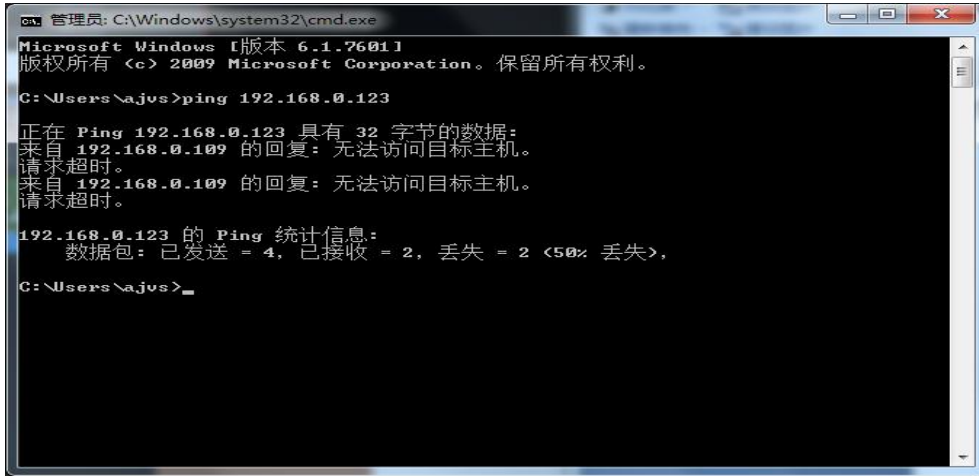 管理员: C:\Windows\system32\cmd.exe
Microsoft Windows [版本 6.1.7601]
版权所有 (c) 2009 Microsoft Corporation。保留所有权利。
C:\Users\ajvs>ping 192.168.0.123
正在 Ping 192.168.0.123 具有 32 字节的数据:
来自 192.168.0.109 的回复: 无法访问目标主机。
请求超时。
来自 192.168.0.109 的回复: 无法访问目标主机。
请求超时。
192.168.0.123 的 Ping 统计信息:
数据包: 已发送 = 4，已接收 = 2，丢失 = 2 (50% 丢失)，
C:\Users\ajvs>